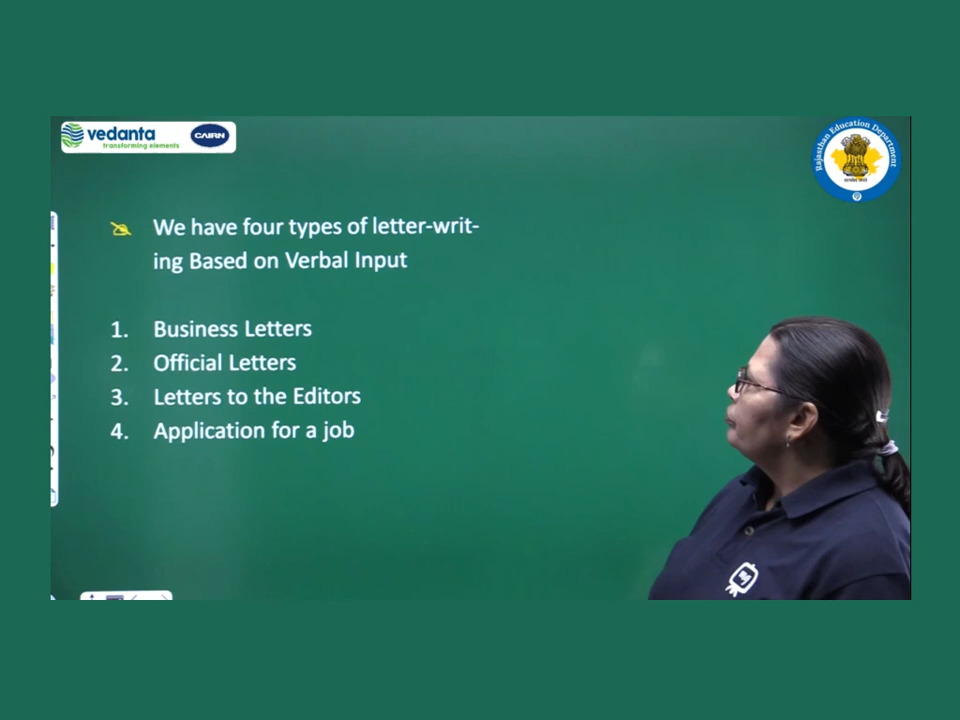 vedanta
transforming elements
CAIRN
Rajasthan Education Department
We have four types of letter-writ-
ing Based on Verbal Input
1. Business Letters
2. Official Letters
3. Letters to the Editors
4. Application for a job